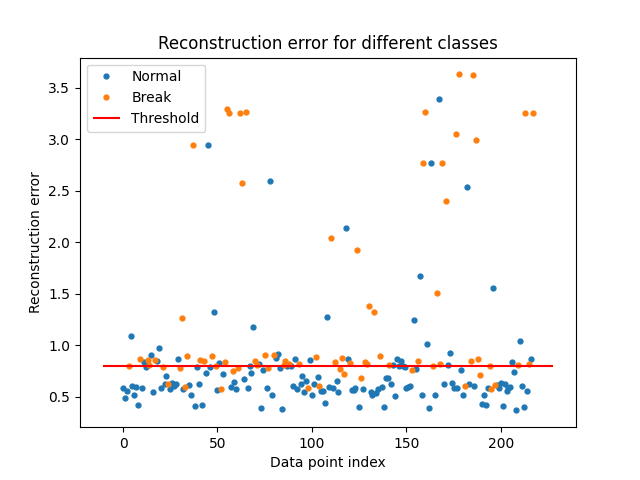 Reconstruction error for different classes
Normal
Break
Threshold
Reconstruction error
3.5
3.0
2.5
2.0
1.5
1.0
0.5
0
50
100
150
200
Data point index